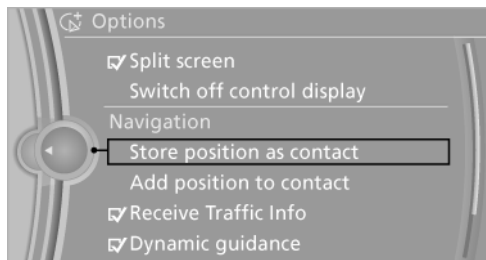 Options
Split screen
Switch off control display
Navigation
Store position as contact
Add position to contact
Receive Traffic Info
Dynamic guidance